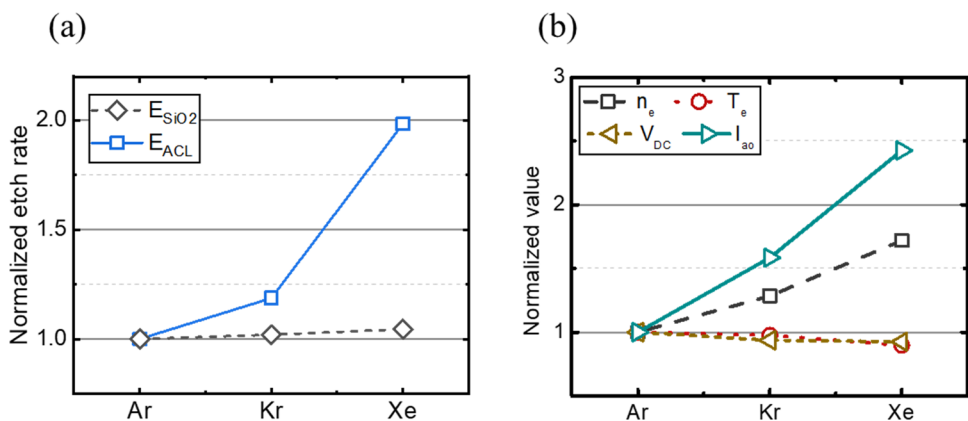 (a)
Normalized etch rate
2.0
1.5
1.0
E_SiO2
E_ACL
Ar Kr Xe
(b)
Normalized value
3
2
1
n_e T_e
V_DC I_ao
Ar Kr Xe